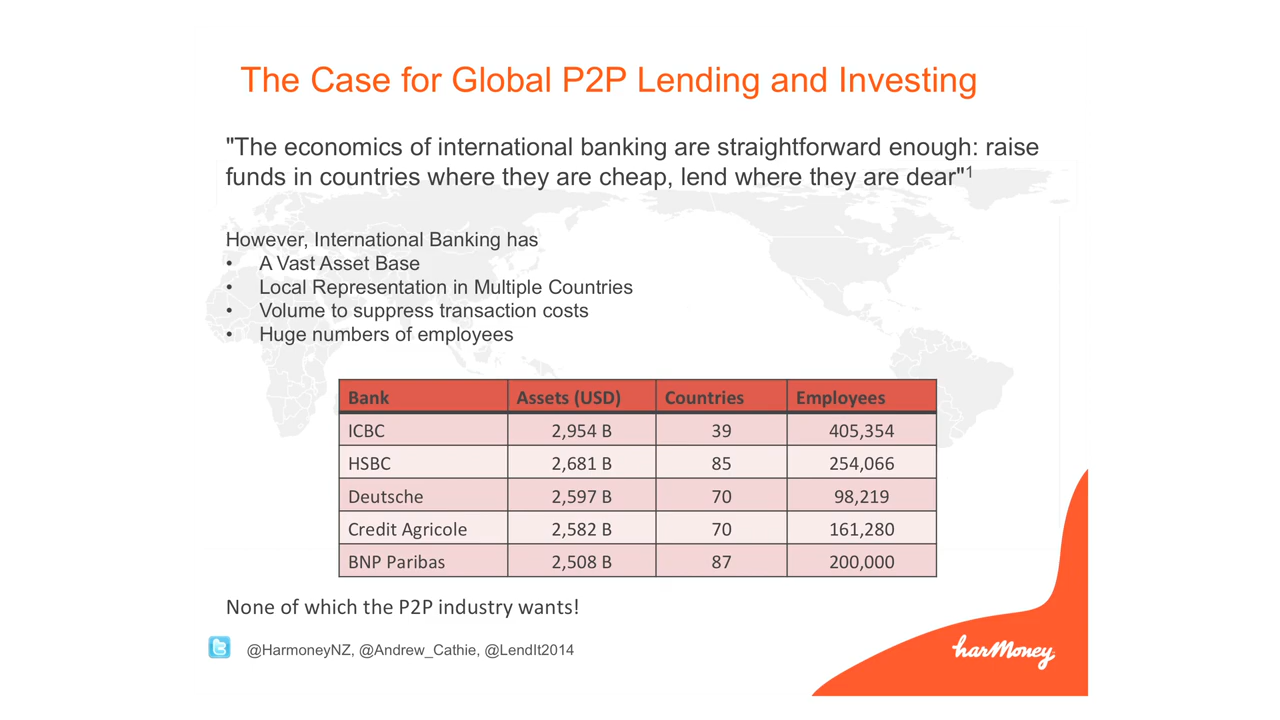 The Case for Global P2P Lending and Investing
"The economics of international banking are straightforward enough: raise
funds in countries where they are cheap, lend where they are dear"1
However, International Banking has
• A Vast Asset Base
• Local Representation in Multiple Countries
• Volume to suppress transaction costs
• Huge numbers of employees
Bank Assets (USD) Countries Employees
ICBC 2,954 B 39 405,354
HSBC 2,681 B 85 254,066
Deutsche 2,597 B 70 98,219
Credit Agricole 2,582 B 70 161,280
BNP Paribas 2,508 B 87 200,000
None of which the P2P industry wants!
@HarmoneyNZ, @Andrew_Cathie, @LendIt2014
harMoney